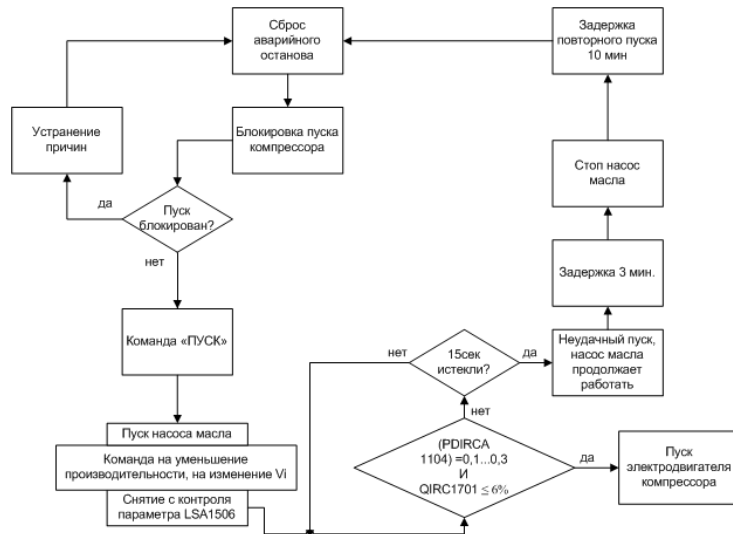 Сброс
аварийного
останова
Задержка
повторного пуска
10 мин
Устранение
причин
Блокировка пуска
компрессора
Стоп насос
масла
да
Пуск
блокирован?
нет
Задержка 3 мин.
Команда «ПУСК»
нет
15сек
истекли?
да
Неудачный пуск,
насос масла
продолжает
работать
нет
Пуск насоса масла
Команда на уменьшение
производительности, на изменение Vi
Снятие с контроля
параметра LSA1506
(PDIRCA
1104) =0,1...0,3
И
QIRC1701 ≤ 6%
да
Пуск
электродвигателя
компрессора